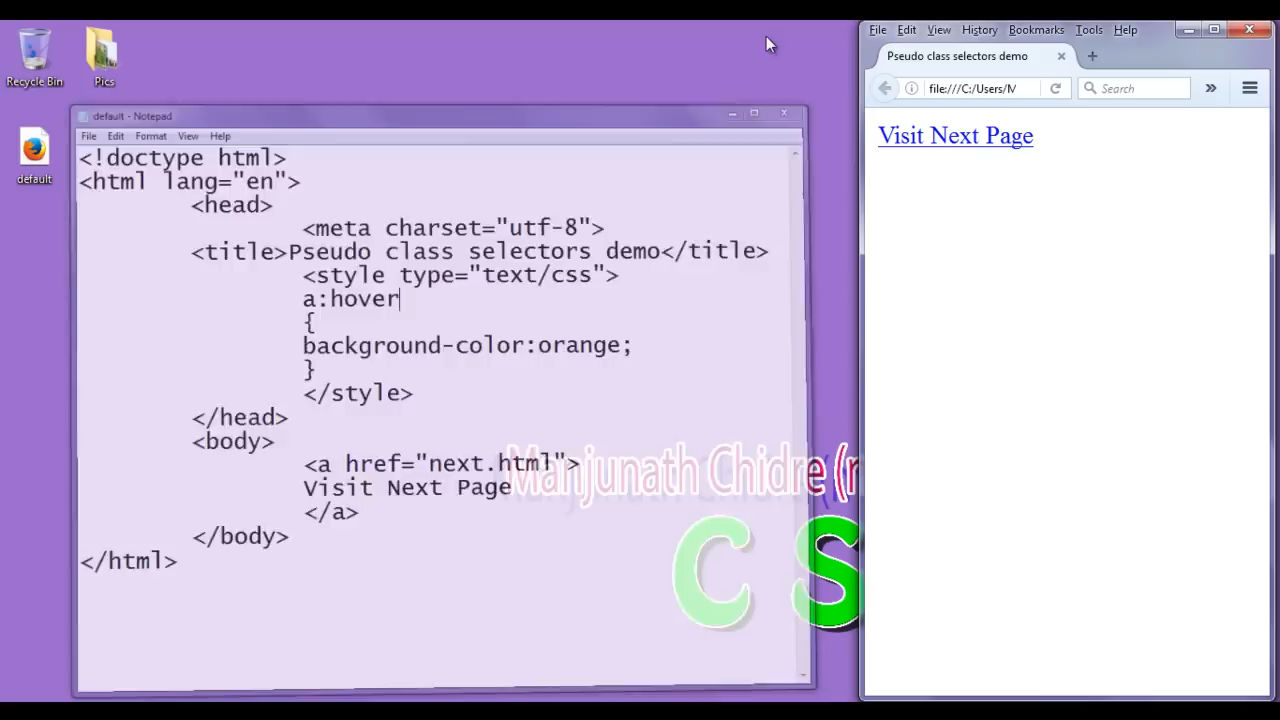 Recycle Bin
Pics
default
default - Notepad
File Edit Format View Help
<!doctype html>
<html lang="en">
<head>
<meta charset="utf-8">
<title>Pseudo class selectors demo</title>
<style type="text/css">
a:hover
{
background-color:orange;
}
</style>
</head>
<body>
<a href="next.html">
Visit Next Page
</a>
</body>
</html>
Manjunath Chidre (
C S
File Edit View History Bookmarks Tools Help
Pseudo class selectors demo
file:///C:/Users/M
Search
Visit Next Page